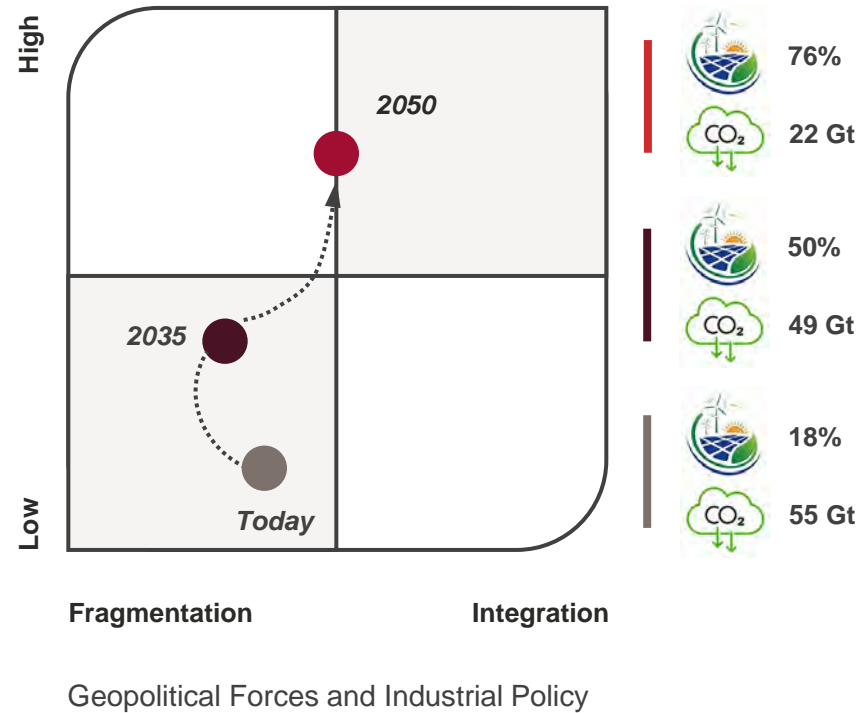 High
2050
76%
CO₂
22 Gt
50%
2035
CO₂
49 Gt
18%
CO₂
55 Gt
Low
Today
Fragmentation Integration
Geopolitical Forces and Industrial Policy